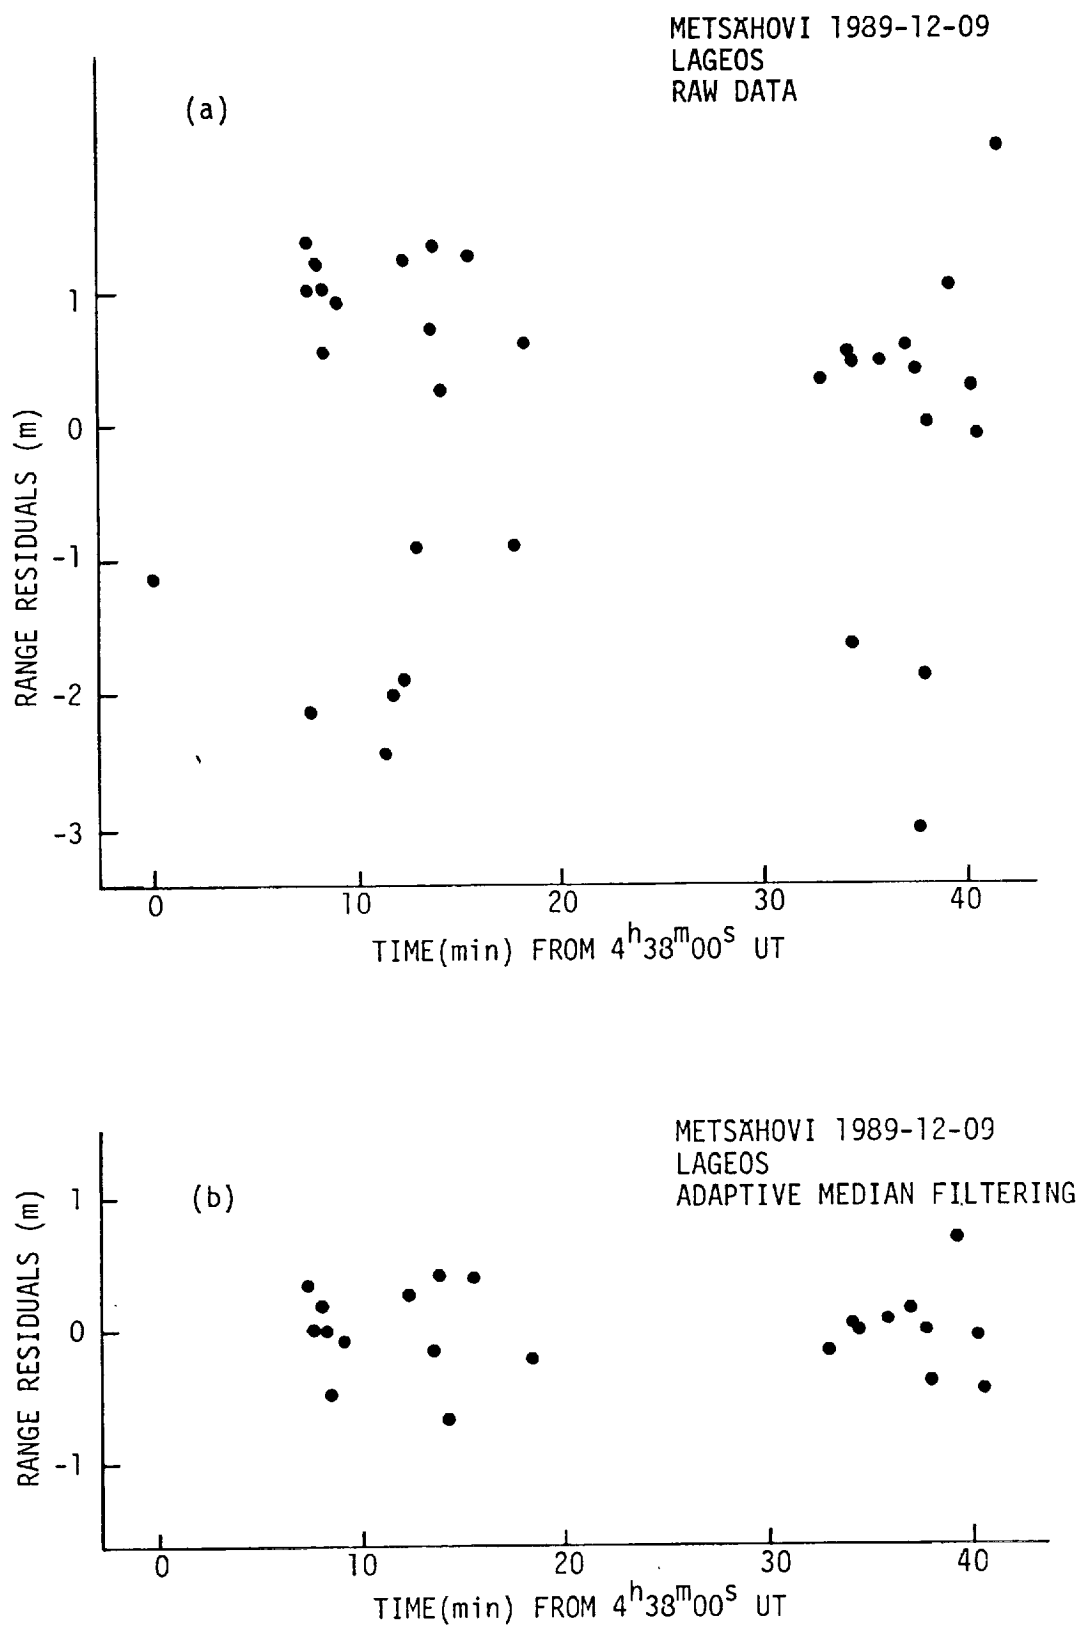 METSÄHOVI 1989-12-09
LAGEOS
RAW DATA
(a)
RANGE RESIDUALS (m)
1
0
-1
-2
-3
0 10 20 30 40
TIME(min) FROM 4h38m00s UT
METSÄHOVI 1989-12-09
LAGEOS
ADAPTIVE MEDIAN FILTERING
(b)
RANGE RESIDUALS (m)
1
0
-1
0 10 20 30 40
TIME(min) FROM 4h38m00s UT